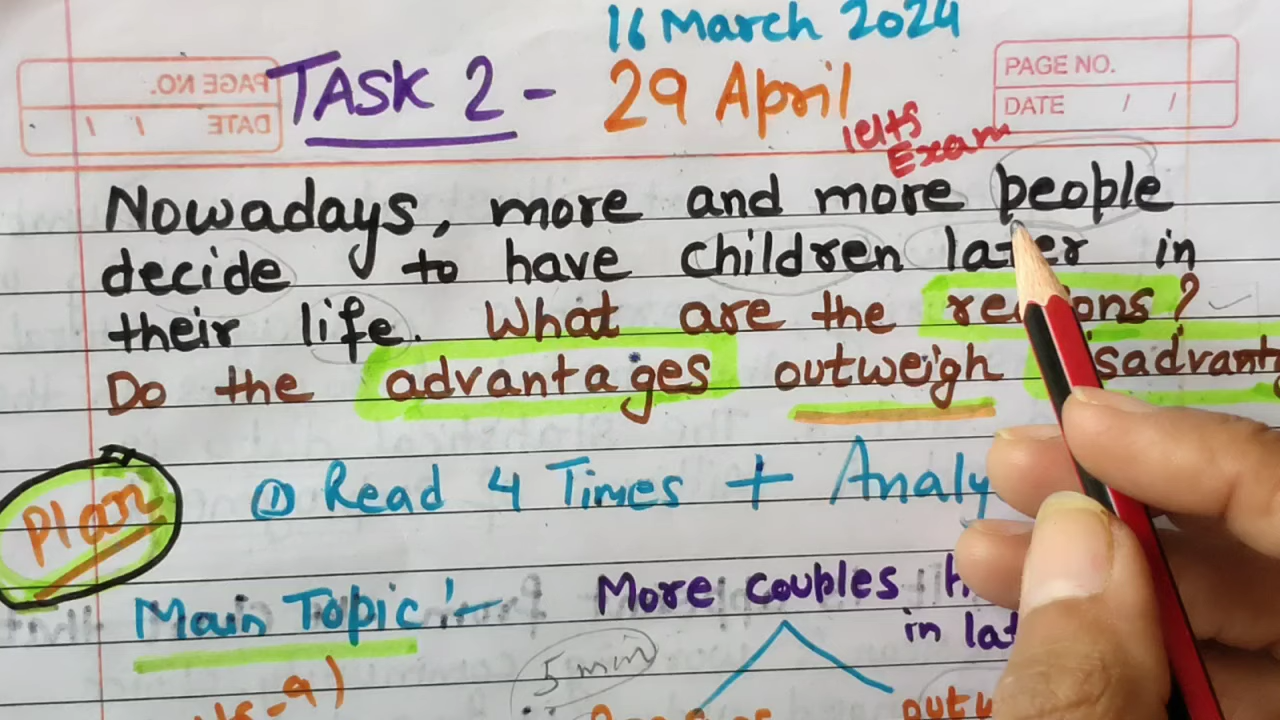 16 March 2024
PAGE NO.
DATE / /
TASK 2 - 29 April
PAGE NO.
DATE / /
Ielts
Exam
Nowadays, more and more people
decide to have children later in
their life. What are the reasons?
Do the advantages outweigh
Plan
① Read 4 Times + Analy
Main Topic:- More couples
in lat
5 min